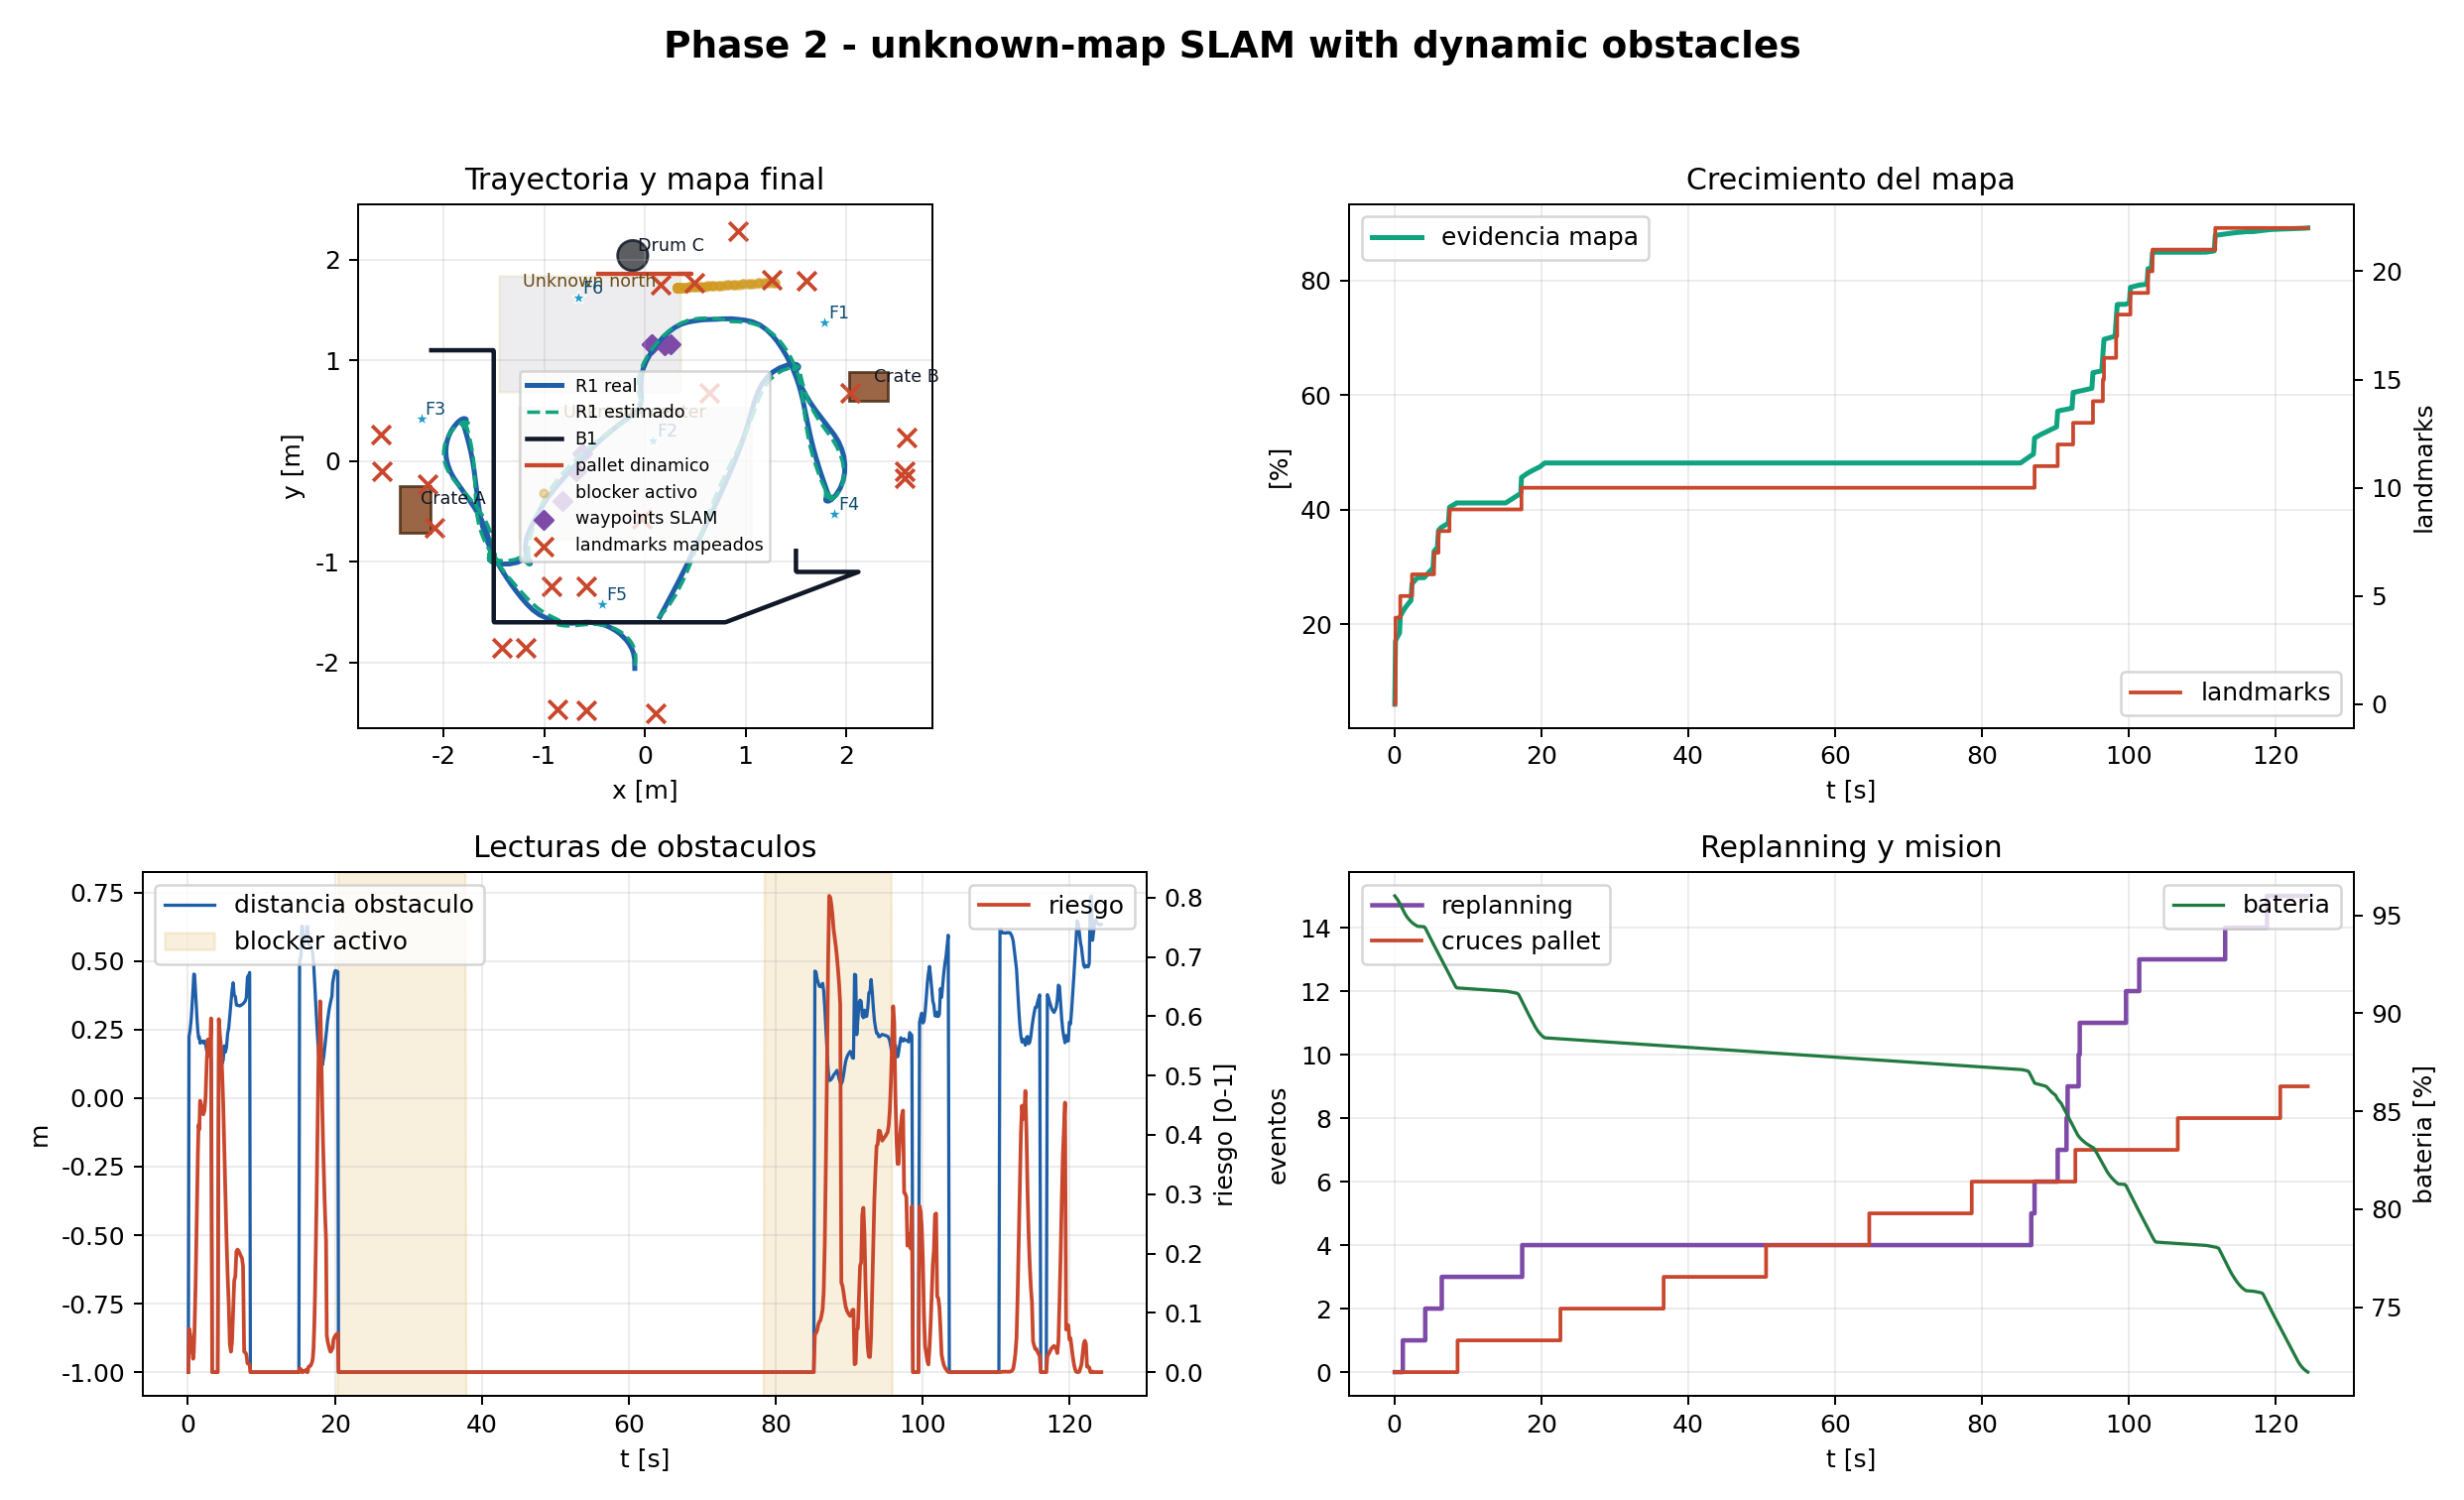 Phase 2 - unknown-map SLAM with dynamic obstacles
Trayectoria y mapa final
y [m]
2
1
0
-1
-2
Drum C
Unknown north
F6
F1
Crate B
F3
F2
Crate A
F4
F5
R1 real
R1 estimado
B1
pallet dinamico
blocker activo
waypoints SLAM
landmarks mapeados
-2
-1
0
1
2
x [m]
Crecimiento del mapa
[%]
80
60
40
20
evidencia mapa
landmarks
20
15
10
5
0
landmarks
0
20
40
60
80
100
120
t [s]
Lecturas de obstaculos
m
0.75
0.50
0.25
0.00
-0.25
-0.50
-0.75
-1.00
distancia obstaculo
blocker activo
riesgo
0.8
0.7
0.6
0.5
0.4
0.3
0.2
0.1
0.0
riesgo [0-1]
0
20
40
60
80
100
120
t [s]
Replanning y mision
eventos
14
12
10
8
6
4
2
0
replanning
cruces pallet
bateria
95
90
85
80
75
bateria [%]
0
20
40
60
80
100
120
t [s]